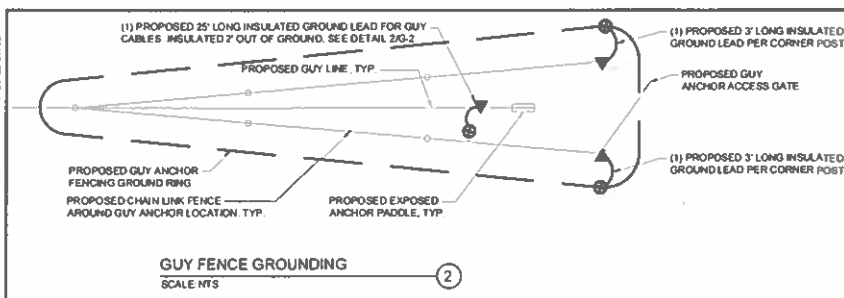 (1) PROPOSED 25' LONG INSULATED GROUND LEAD FOR GUY
CABLES INSULATED 2' OUT OF GROUND. SEE DETAIL 2/G-2
PROPOSED GUY LINE, TYP.
(1) PROPOSED 3' LONG INSULATED
GROUND LEAD PER CORNER POST
PROPOSED GUY
ANCHOR ACCESS GATE
(1) PROPOSED 3' LONG INSULATED
GROUND LEAD PER CORNER POST
PROPOSED GUY ANCHOR
FENCING GROUND RING
PROPOSED CHAIN LINK FENCE
AROUND GUY ANCHOR LOCATION, TYP.
PROPOSED EXPOSED
ANCHOR PADDLE, TYP.
GUY FENCE GROUNDING
SCALE: NTS
2